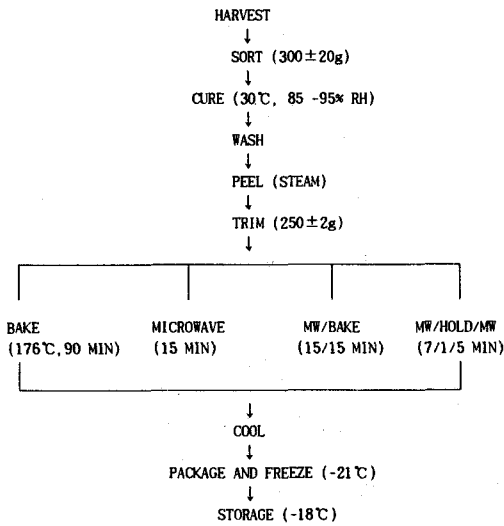 HARVEST
↓
SORT (300±20g)
↓
CURE (30℃, 85 -95% RH)
↓
WASH
↓
PEEL (STEAM)
↓
TRIM (250±2g)
↓
BAKE MICROWAVE MW/BAKE MW/HOLD/MW
(176℃, 90 MIN) (15 MIN) (15/15 MIN) (7/1/5 MIN)
↓
COOL
↓
PACKAGE AND FREEZE (-21℃)
↓
STORAGE (-18℃)